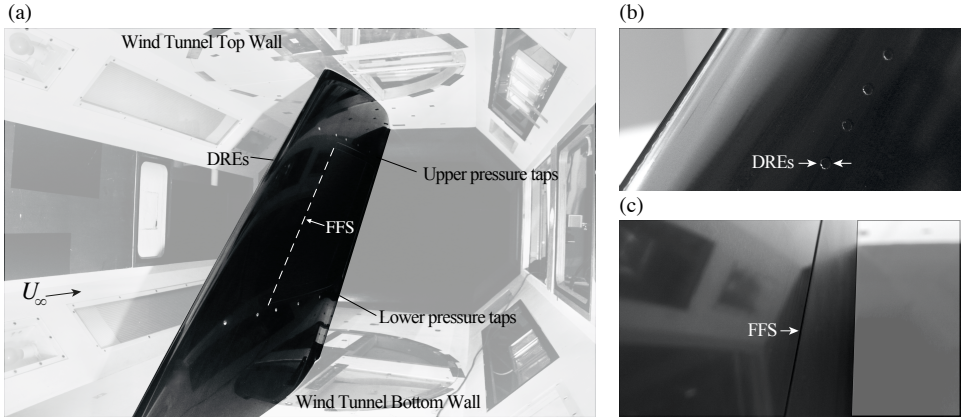 (a)
Wind Tunnel Top Wall
DREs
Upper pressure taps
FFS
U∞
Lower pressure taps
Wind Tunnel Bottom Wall
(b)
DREs
(c)
FFS